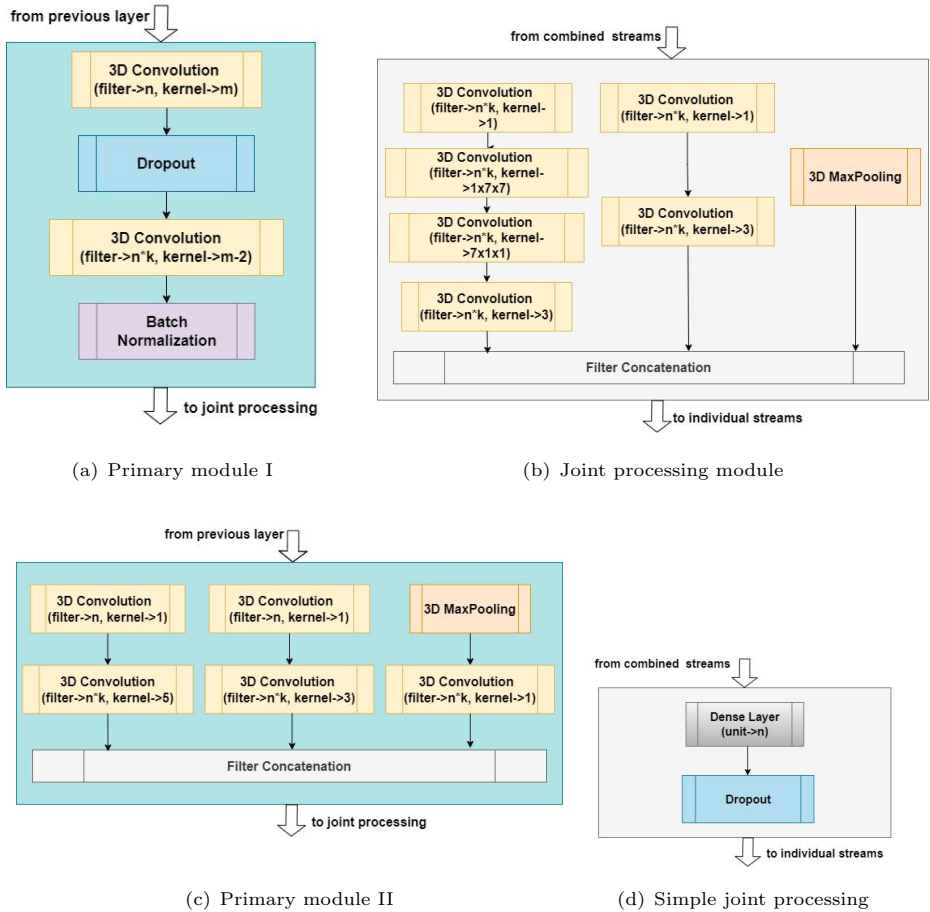 from previous layer
3D Convolution
(filter->n, kernel->m)
Dropout
3D Convolution
(filter->n*k, kernel->m-2)
Batch
Normalization
to joint processing
(a) Primary module I
from combined streams
3D Convolution
(filter->n*k, kernel-
>1)
3D Convolution
(filter->n*k, kernel-
>1x7x7)
3D Convolution
(filter->n*k, kernel-
>7x1x1)
3D Convolution
(filter->n*k, kernel->3)
3D Convolution
(filter->n*k, kernel->1)
3D Convolution
(filter->n*k, kernel->3)
3D MaxPooling
Filter Concatenation
to individual streams
(b) Joint processing module
from previous layer
3D Convolution
(filter->n, kernel->1)
3D Convolution
(filter->n*k, kernel->5)
3D Convolution
(filter->n, kernel->1)
3D Convolution
(filter->n*k, kernel->3)
3D MaxPooling
3D Convolution
(filter->n*k, kernel->1)
Filter Concatenation
to joint processing
(c) Primary module II
from combined streams
Dense Layer
(unit->n)
Dropout
to individual streams
(d) Simple joint processing